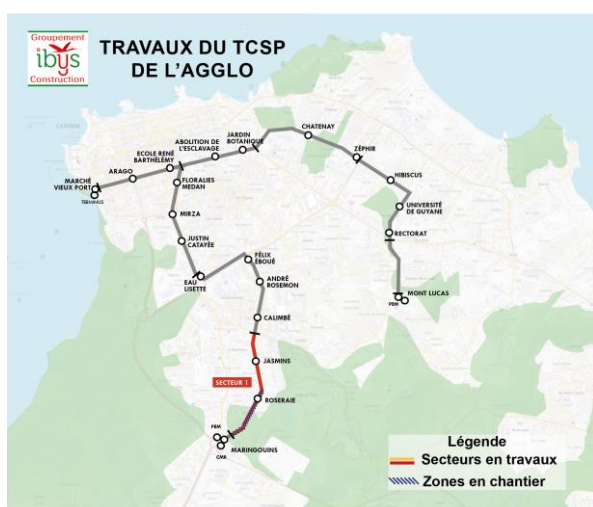 Groupement
ibys
Construction
TRAVAUX DU TCSP
DE L'AGGLO
CAYENNE
CHATENAY
JARDIN
BOTANIQUE
ABOLITION DE
L'ESCLAVAGE
ECOLE RENÉ
BARTHÉLÉMY
ZÉPHIR
ARAGO
HIBISCUS
MARCHÉ
VIEUX PORT
TERMINUS
FLORALIES
MEDAN
UNIVERSITÉ
DE GUYANE
MIRZA
RECTORAT
JUSTIN
CATAYÉE
FÉLIX
ÉBOUÉ
EAU
LISETTE
ANDRÉ
ROSEMON
MONT LUCAS
PEM
CALIMBÉ
JASMINS
SECTEUR 1
ROSERAIE
PEM
MARINGOUINS
CMR
Légende
Secteurs en travaux
Zones en chantier